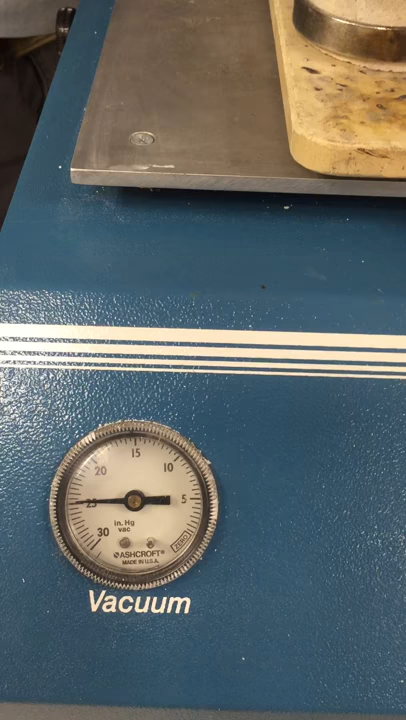 15
20 10
25 5
30
in. Hg
vac
ZERO
ASHCROFT®
MADE IN U.S.A.
Vacuum